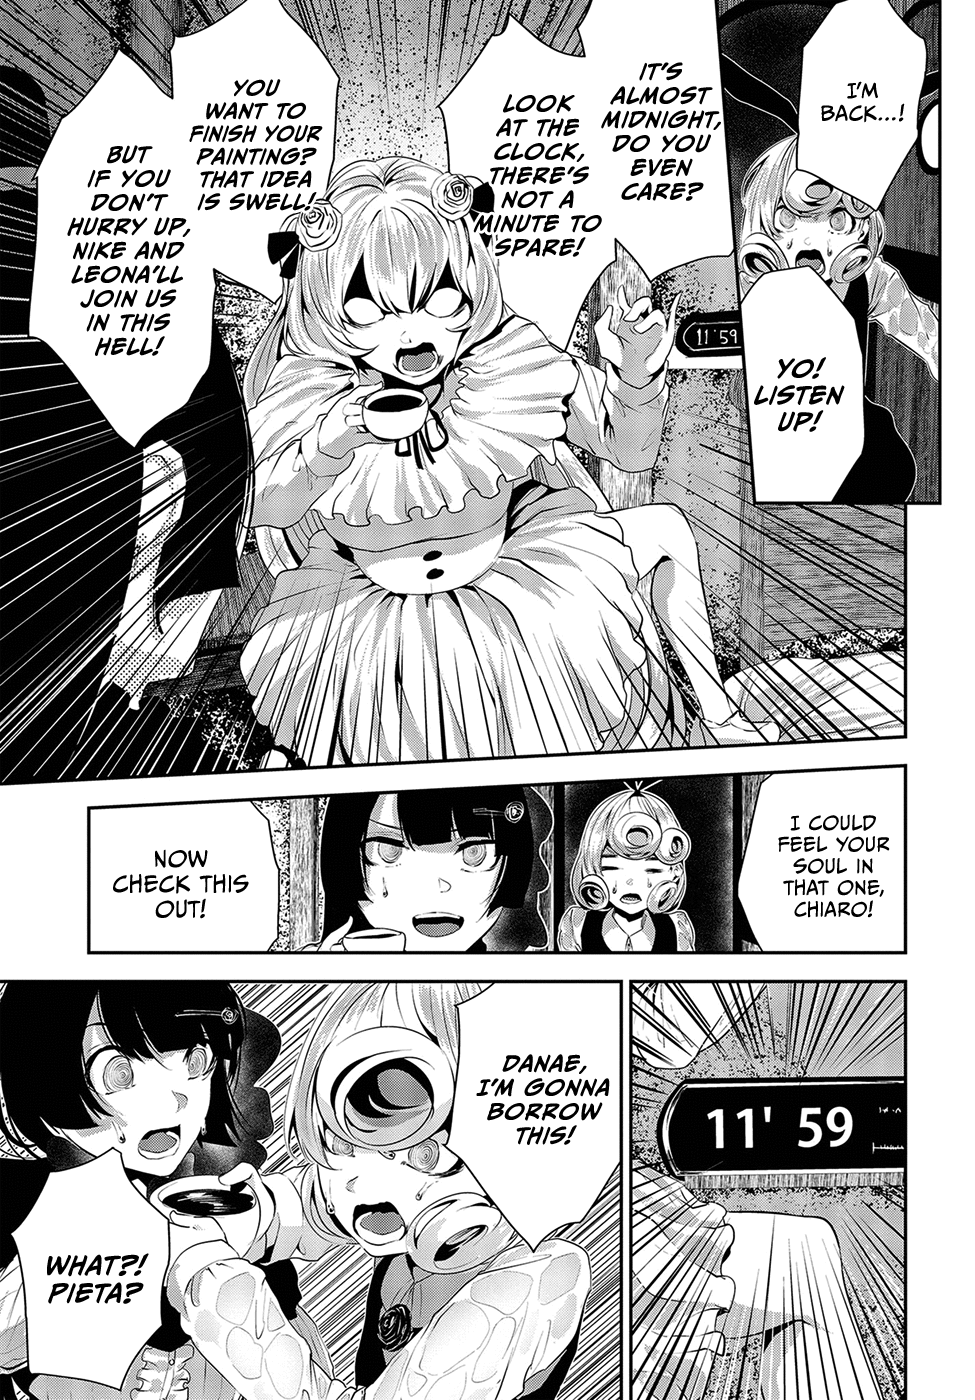 I'M
BACK...!
YO!
LISTEN
UP!
IT'S
ALMOST
MIDNIGHT,
DO YOU
EVEN
CARE?
LOOK
AT THE
CLOCK,
THERE'S
NOT A
MINUTE TO
SPARE!
11' 59
YOU
WANT TO
FINISH YOUR
PAINTING?
THAT IDEA
IS SWELL!
BUT
IF YOU
DON'T
HURRY UP,
NIKE AND
LEONA'LL
JOIN US
IN THIS
HELL!
I COULD
FEEL YOUR
SOUL IN
THAT ONE,
CHIARO!
NOW
CHECK THIS
OUT!
11' 59
DANAE,
I'M GONNA
BORROW
THIS!
WHAT?!
PIETA?